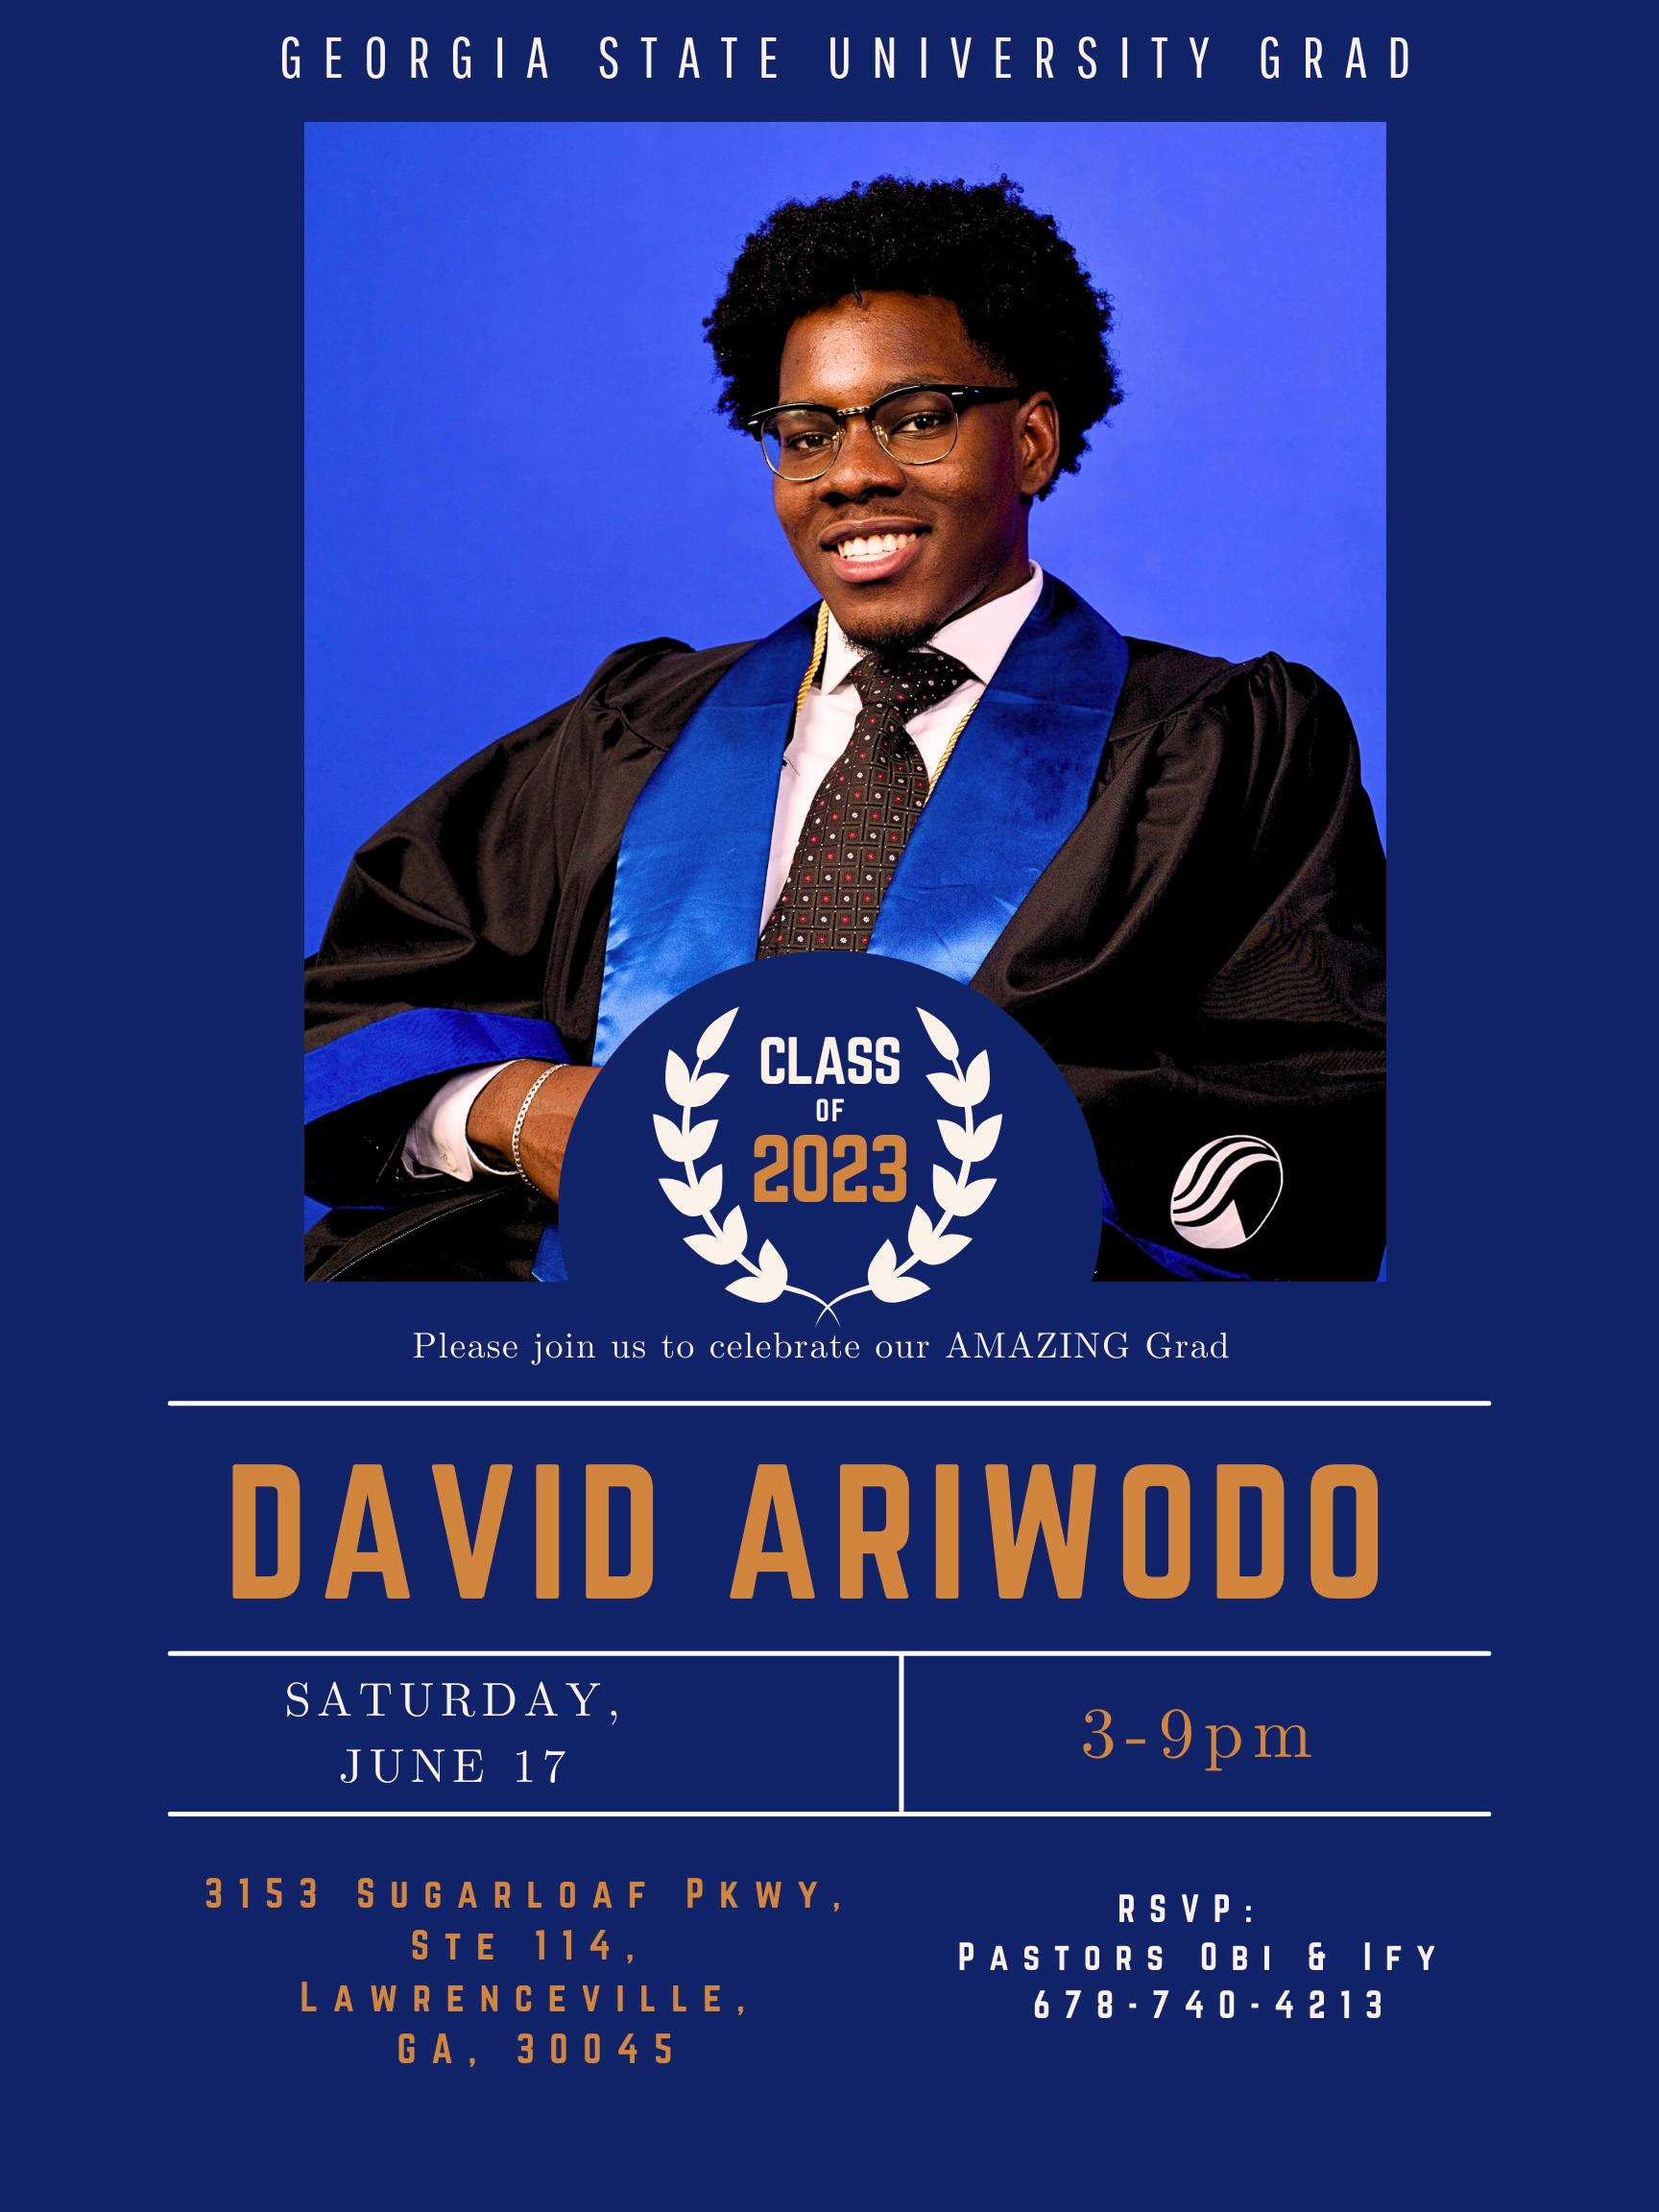 GEORGIA STATE UNIVERSITY GRAD
CLASS
OF
2023
Please join us to celebrate our AMAZING Grad
DAVID ARIWODO
SATURDAY,
JUNE 17
3-9pm
3153 Sugarloaf Pkwy,
Ste 114,
Lawrenceville,
GA, 30045
RSVP:
Pastors Obi & Ify
678-740-4213